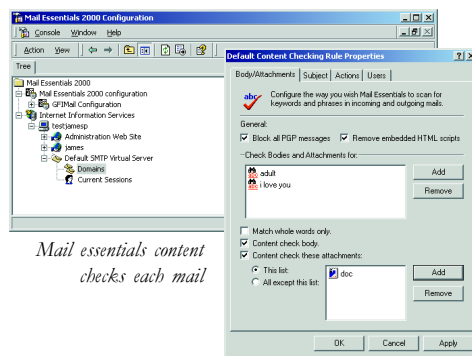 Mail Essentials 2000 Configuration
Console Window Help
Action View
Tree
Mail Essentials 2000
Mail Essentials 2000 configuration
GFIMail Configuration
Internet Information Services
testjamesp
Administration Web Site
james
Default SMTP Virtual Server
Domains
Current Sessions
Mail essentials content
checks each mail
Default Content Checking Rule Properties
Body/Attachments Subject Actions Users
abc
Configure the way you wish Mail Essentials to scan for
keywords and phrases in incoming and outgoing mails.
General:
Block all PGP messages Remove embedded HTML scripts
Check Bodies and Attachments for:
adult
i love you
Add
Remove
Match whole words only.
Content check body.
Content check these attachments:
This list:
All except this list:
doc
Add
Remove
OK Cancel Apply